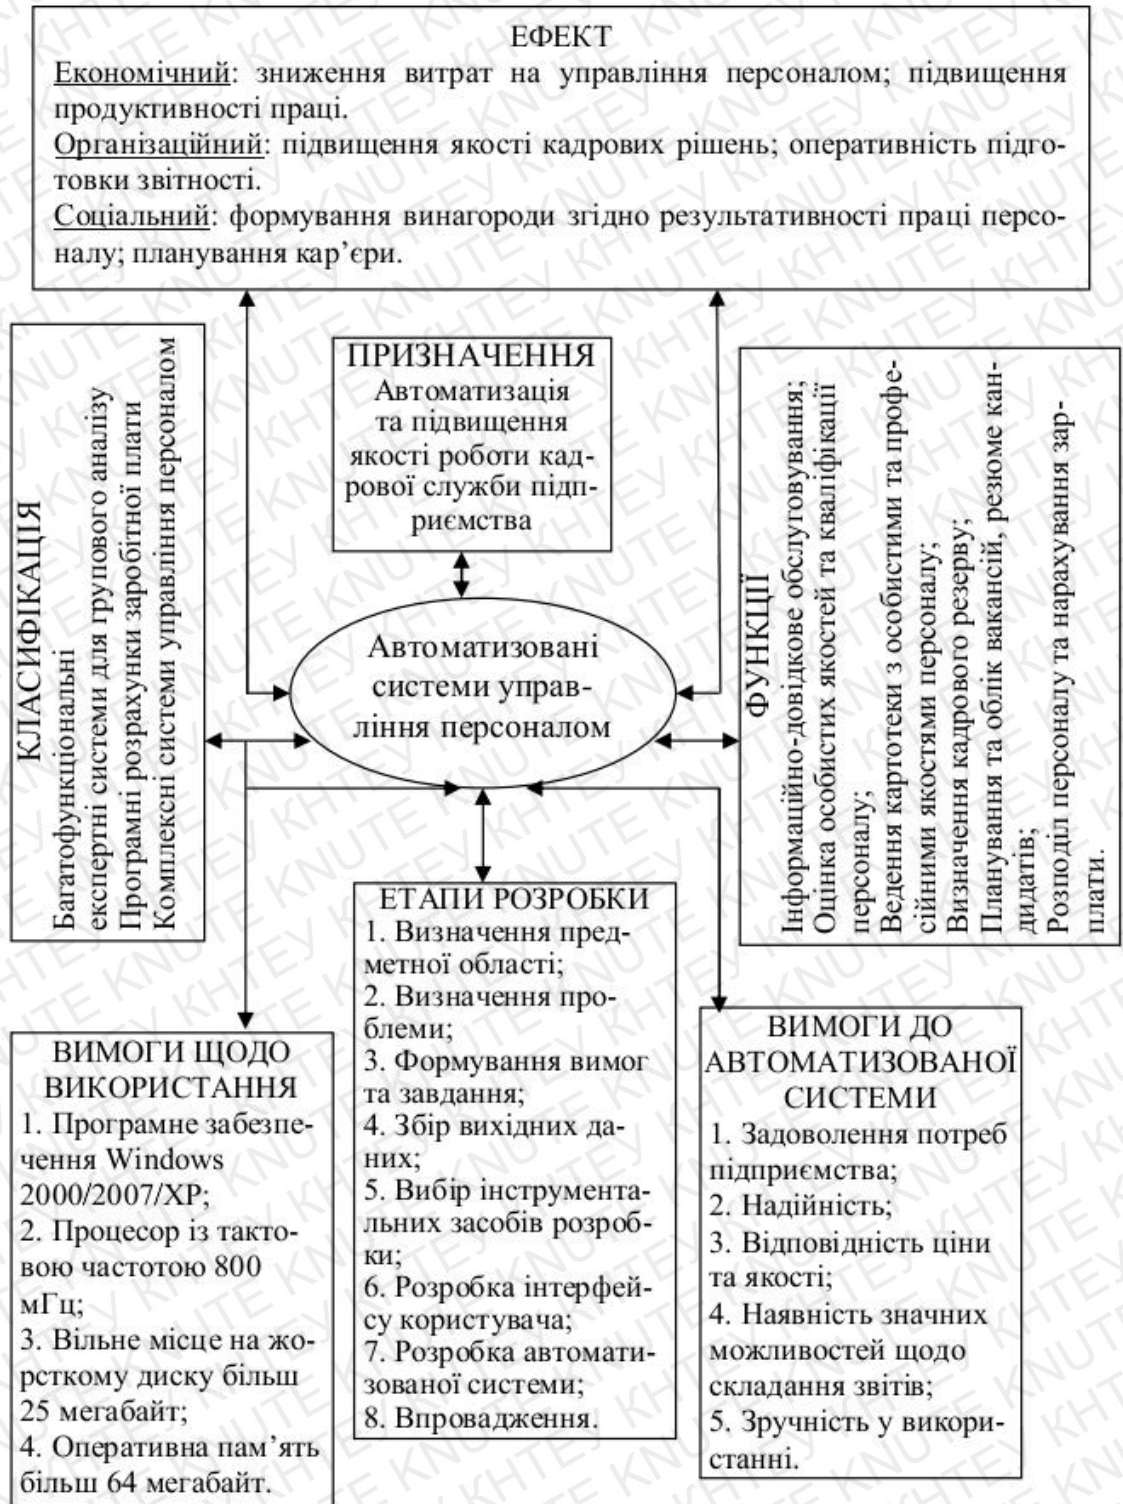 ЕФЕКТ
Економічний: зниження витрат на управління персоналом; підвищення
продуктивності праці.
Організаційний: підвищення якості кадрових рішень; оперативність підго-
товки звітності.
Соціальний: формування винагороди згідно результативності праці персо-
налу; планування кар’єри.
КЛАСИФІКАЦІЯ
Багатофункціональні
експертні системи для групового аналізу
Програмні розрахунки заробітної плати
Комплексні системи управління персоналом
ПРИЗНАЧЕННЯ
Автоматизація
та підвищення
якості роботи кад-
рової служби підп-
риємства
Автоматизовані
системи управ-
ління персоналом
ФУНКЦІЇ
Інформаційно-довідкове обслуговування;
Оцінка особистих якостей та кваліфікації
персоналу;
Ведення картотеки з особистими та профе-
сійними якостями персоналу;
Визначення кадрового резерву;
Планування та облік вакансій, резюме кан-
дидатів;
Розподіл персоналу та нарахування зар-
плати.
ВИМОГИ ЩОДО
ВИКОРИСТАННЯ
1. Програмне забезпе-
чення Windows
2000/2007/XP;
2. Процесор із такто-
вою частотою 800
мГц;
3. Вільне місце на жо-
рсткому диску більш
25 мегабайт;
4. Оперативна пам’ять
більш 64 мегабайт.
ЕТАПИ РОЗРОБКИ
1. Визначення пред-
метної області;
2. Визначення про-
блеми;
3. Формування вимог
та завдання;
4. Збір вихідних да-
них;
5. Вибір інструмента-
льних засобів розроб-
ки;
6. Розробка інтерфей-
су користувача;
7. Розробка автомати-
зованої системи;
8. Впровадження.
ВИМОГИ ДО
АВТОМАТИЗОВАНОЇ
СИСТЕМИ
1. Задоволення потреб
підприємства;
2. Надійність;
3. Відповідність ціни
та якості;
4. Наявність значних
можливостей щодо
складання звітів;
5. Зручність у викори-
станні.